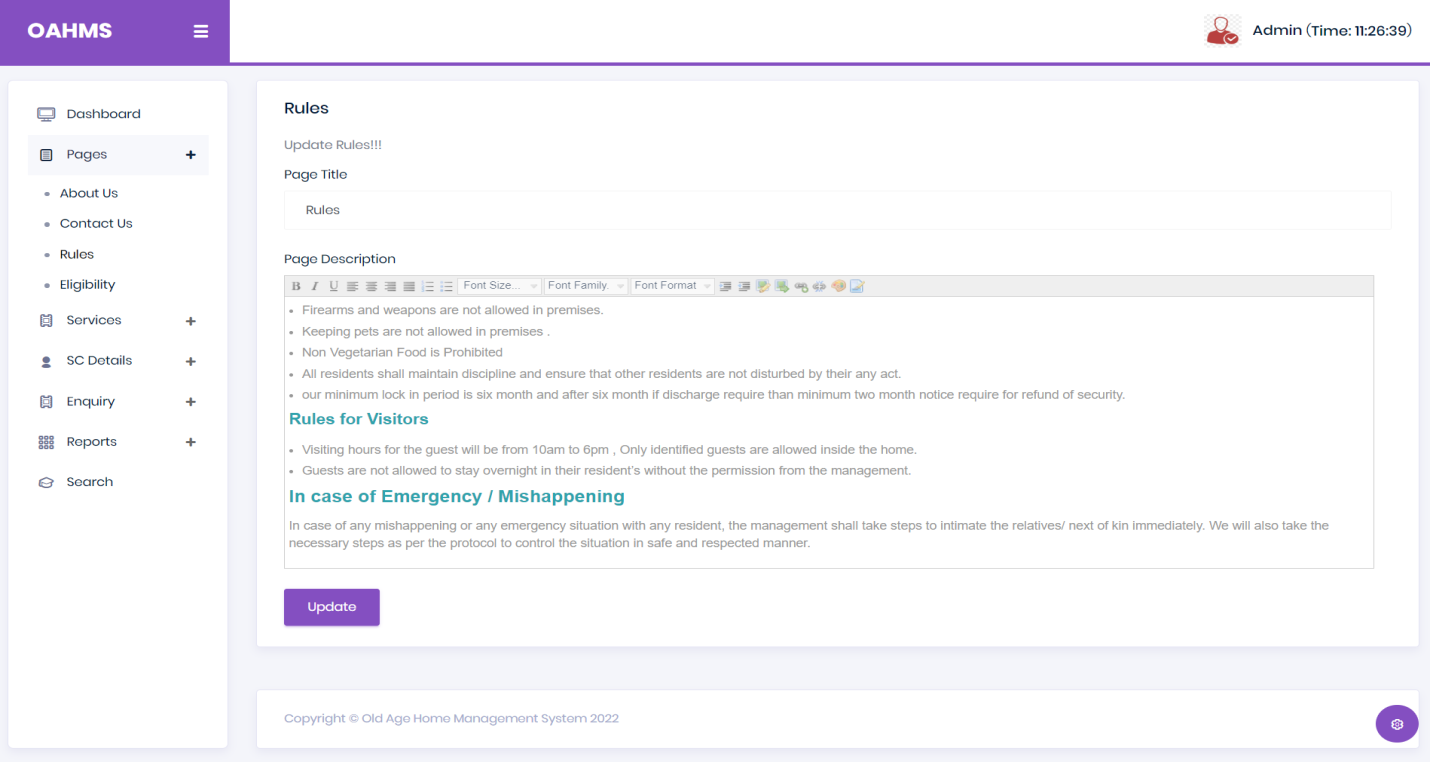 OAHMS
Admin (Time: 11:26:39)
Dashboard
Pages
About Us
Contact Us
Rules
Eligibility
Services
SC Details
Enquiry
Reports
Search
Rules
Update Rules!!!
Page Title
Rules
Page Description
B I U Font Size... Font Family. Font Format
Firearms and weapons are not allowed in premises.
Keeping pets are not allowed in premises .
Non Vegetarian Food is Prohibited
All residents shall maintain discipline and ensure that other residents are not disturbed by their any act.
our minimum lock in period is six month and after six month if discharge require than minimum two month notice require for refund of security.
Rules for Visitors
Visiting hours for the guest will be from 10am to 6pm , Only identified guests are allowed inside the home.
Guests are not allowed to stay overnight in their resident's without the permission from the management.
In case of Emergency / Mishappening
In case of any mishappening or any emergency situation with any resident, the management shall take steps to intimate the relatives/ next of kin immediately. We will also take the
necessary steps as per the protocol to control the situation in safe and respected manner.
Update
Copyright © Old Age Home Management System 2022